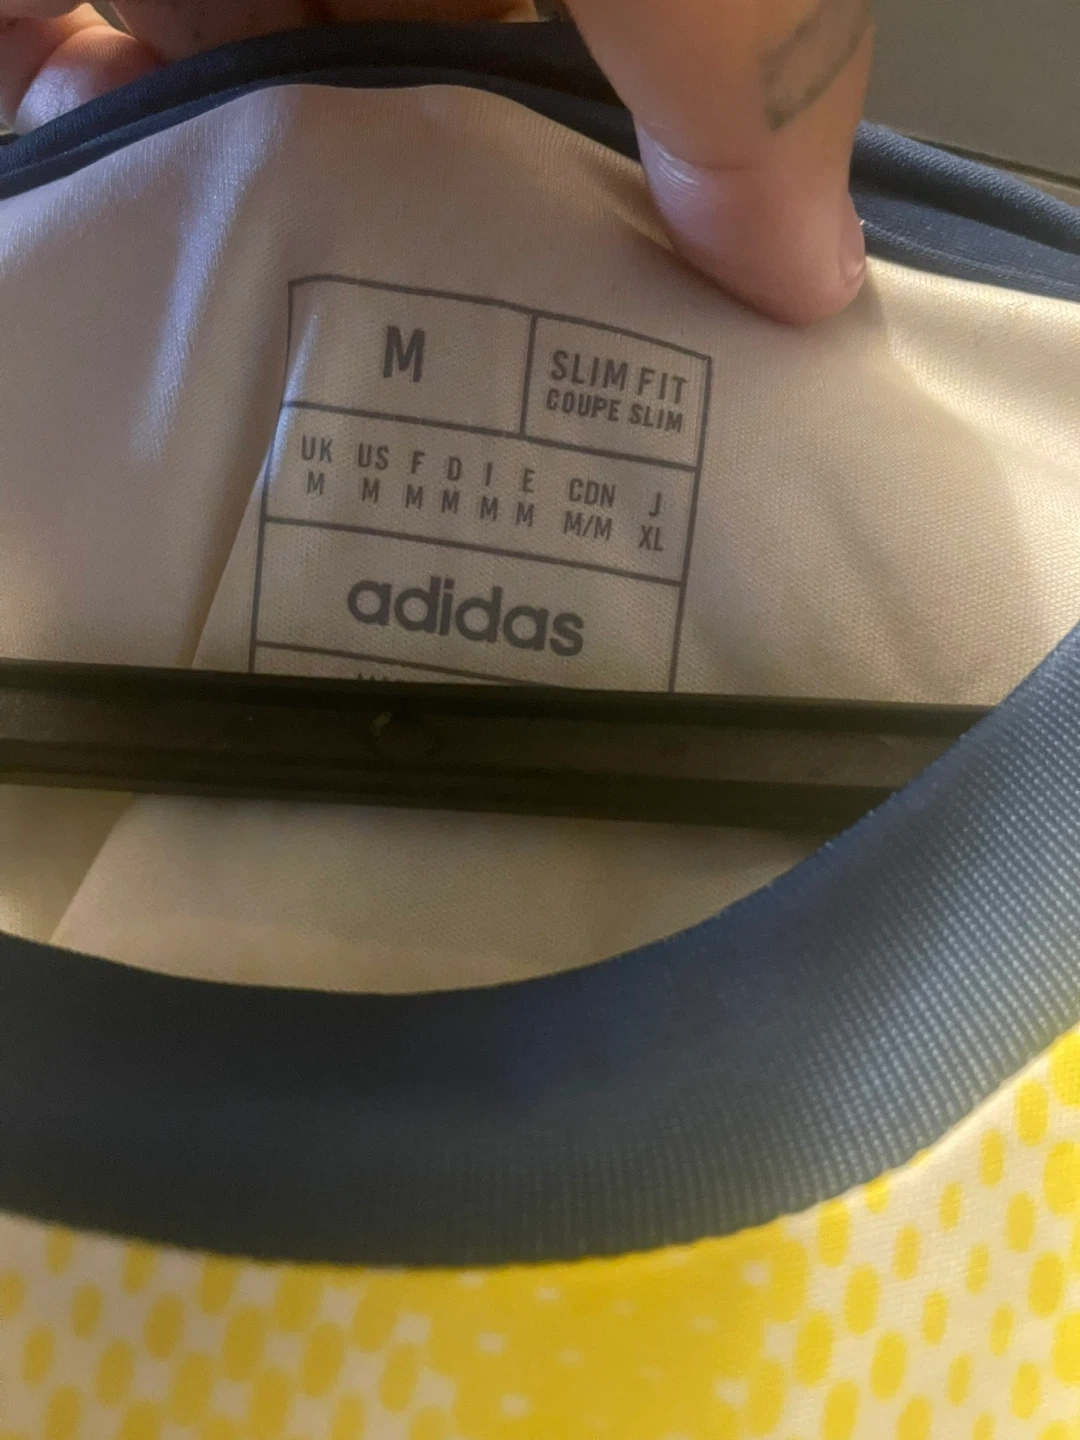 M
SLIM FIT
COUPE SLIM
UK US F D I E CDN J
M M M M M M M/M XL
adidas